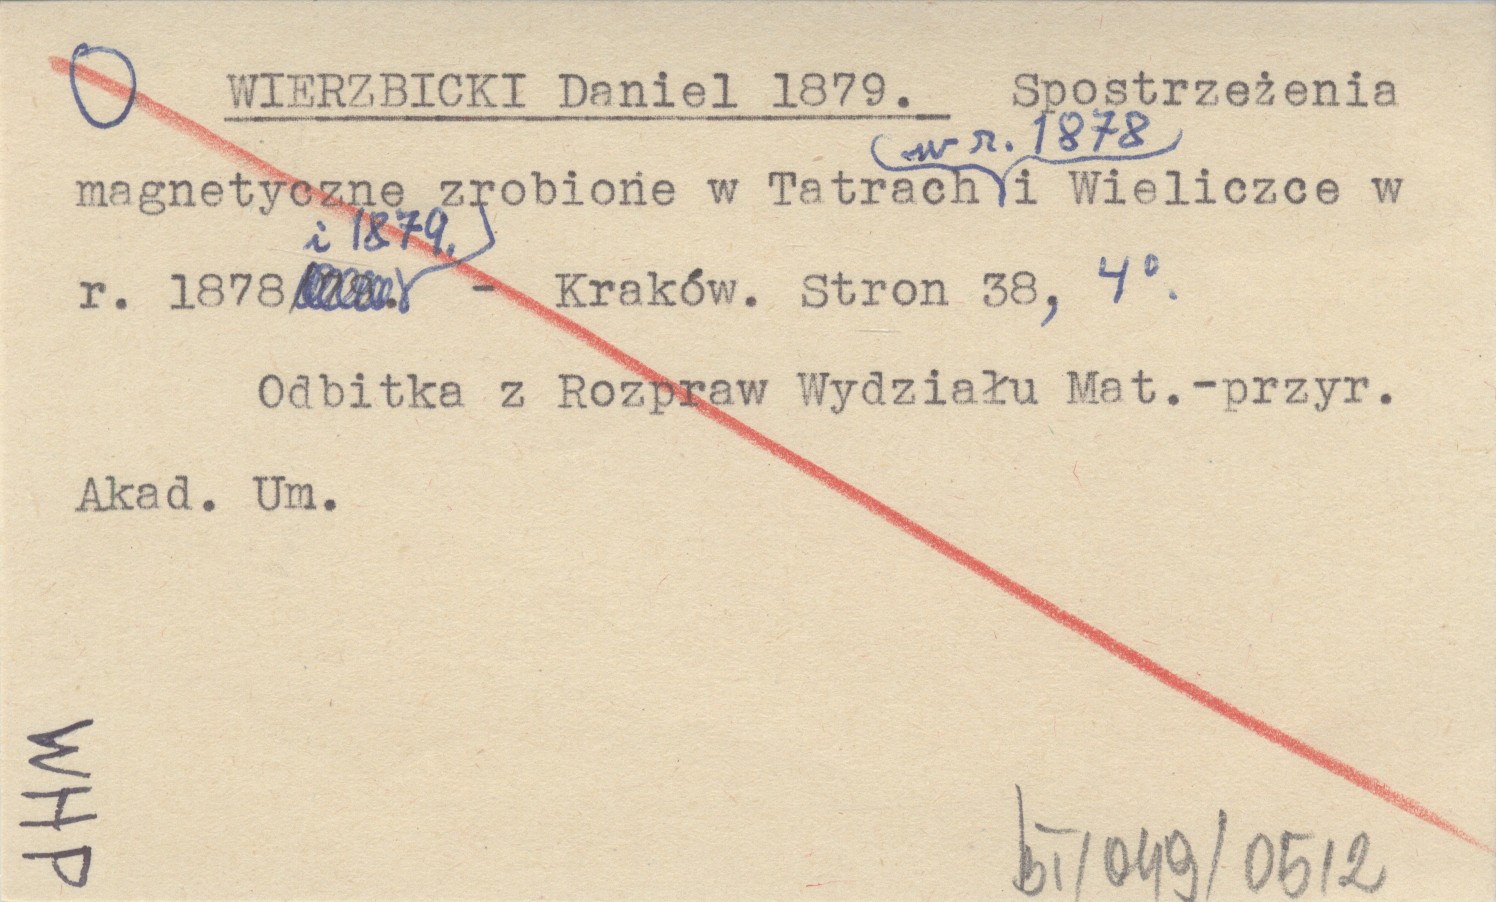 WIERZBICKI Daniel 1879. Spostrzeżenia
w r. 1878
magnetyczne zrobione w Tatrach i Wieliczce w
i 1879.
r. 1878 - Kraków. Stron 38, 4°.
Odbitka z Rozpraw Wydziału Mat.-przyr.
Akad. Um.
WHP
bI/049/0512